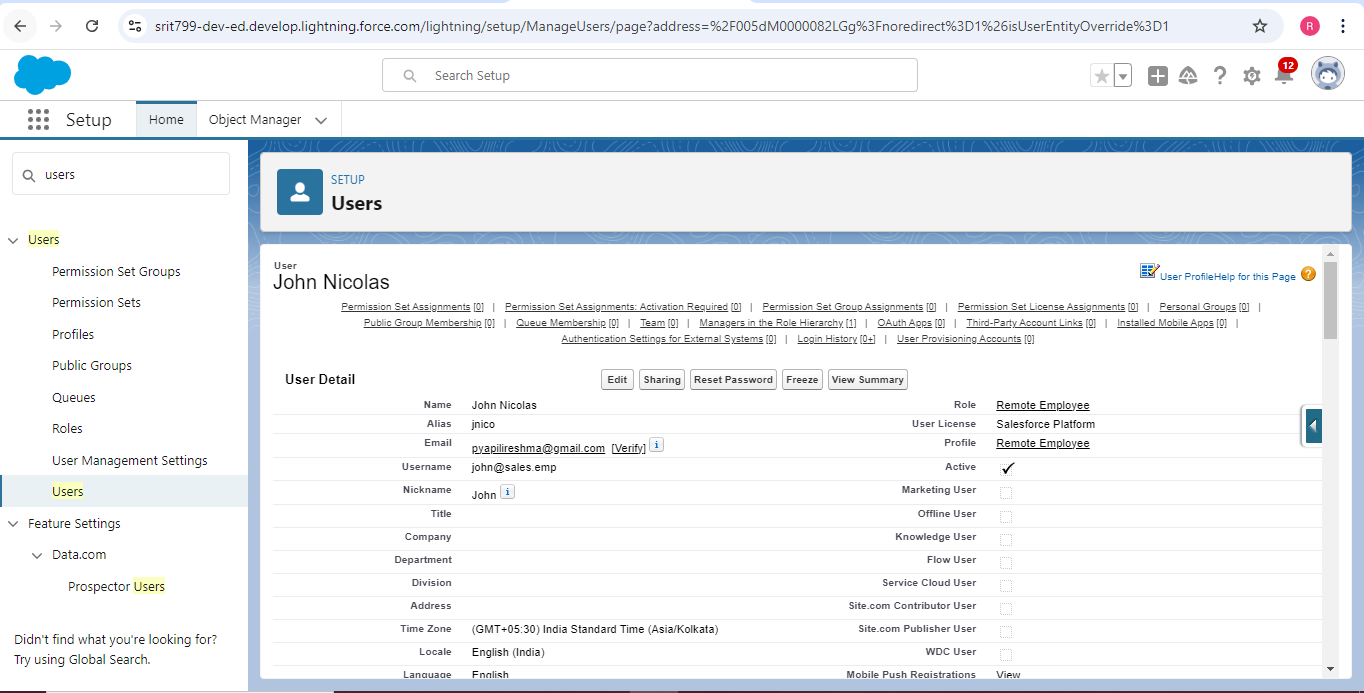 srit799-dev-ed.develop.lightning.force.com/lightning/setup/ManageUsers/page?address=%2F005dM0000082LGg%3Fnoredirect%3D1%26isUserEntityOverride%3D1
R
Search Setup
12
Setup
Home
Object Manager
users
Users
Permission Set Groups
Permission Sets
Profiles
Public Groups
Queues
Roles
User Management Settings
Users
Feature Settings
Data.com
Prospector Users
Didn't find what you're looking for?
Try using Global Search.
SETUP
Users
User
John Nicolas
User Profile Help for this Page ?
Permission Set Assignments [0] | Permission Set Assignments: Activation Required [0] | Permission Set Group Assignments [0] | Permission Set License Assignments [0] | Personal Groups [0] |
Public Group Membership [0] | Queue Membership [0] | Team [0] | Managers in the Role Hierarchy [1] | OAuth Apps [0] | Third-Party Account Links [0] | Installed Mobile Apps [0] |
Authentication Settings for External Systems [0] | Login History [0+] | User Provisioning Accounts [0]
User Detail
Edit Sharing Reset Password Freeze View Summary
Name John Nicolas Role Remote Employee
Alias jnico User License Salesforce Platform
Email pyapilireshma@gmail.com [Verify] i Profile Remote Employee
Username john@sales.emp Active
Nickname John i Marketing User
Title Offline User
Company Knowledge User
Department Flow User
Division Service Cloud User
Address Site.com Contributor User
Time Zone (GMT+05:30) India Standard Time (Asia/Kolkata) Site.com Publisher User
Locale English (India) WDC User
Language English Mobile Push Registrations View